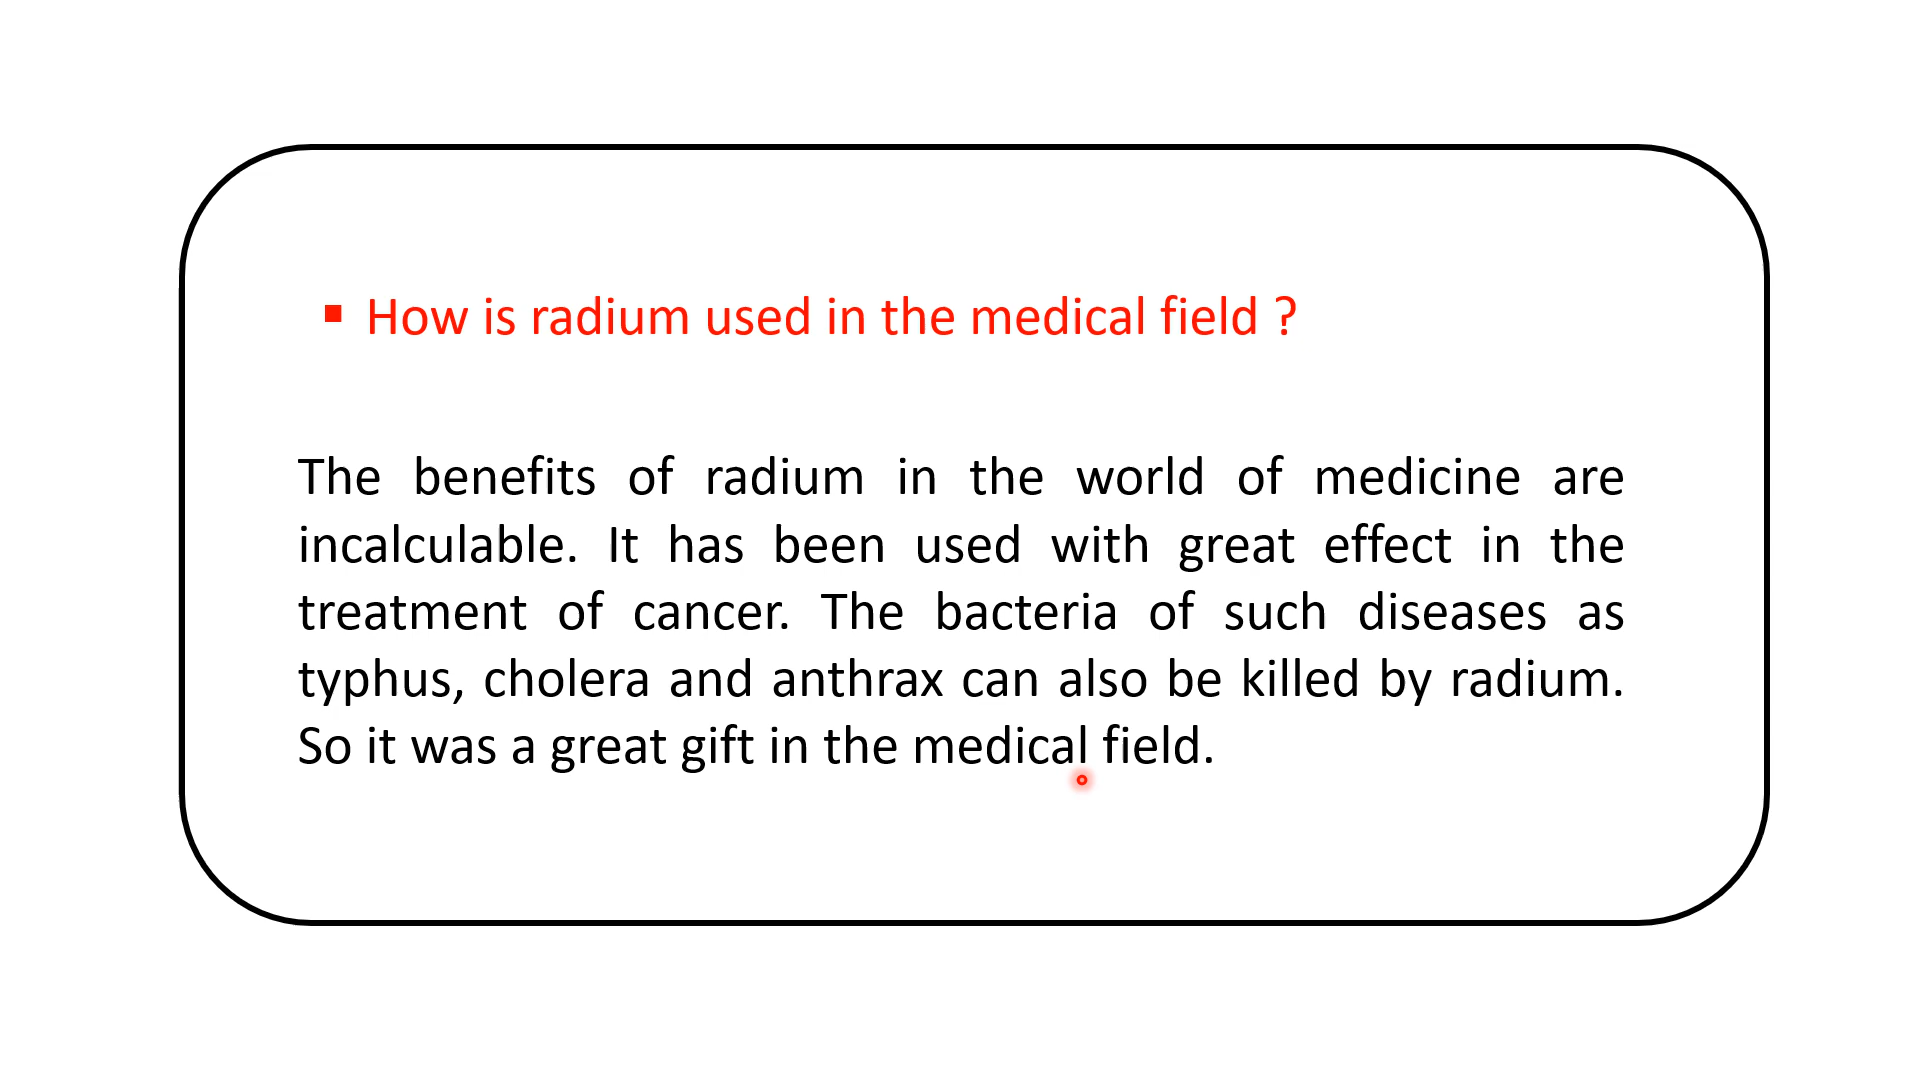 ▪ How is radium used in the medical field ?
The benefits of radium in the world of medicine are
incalculable. It has been used with great effect in the
treatment of cancer. The bacteria of such diseases as
typhus, cholera and anthrax can also be killed by radium.
So it was a great gift in the medical field.